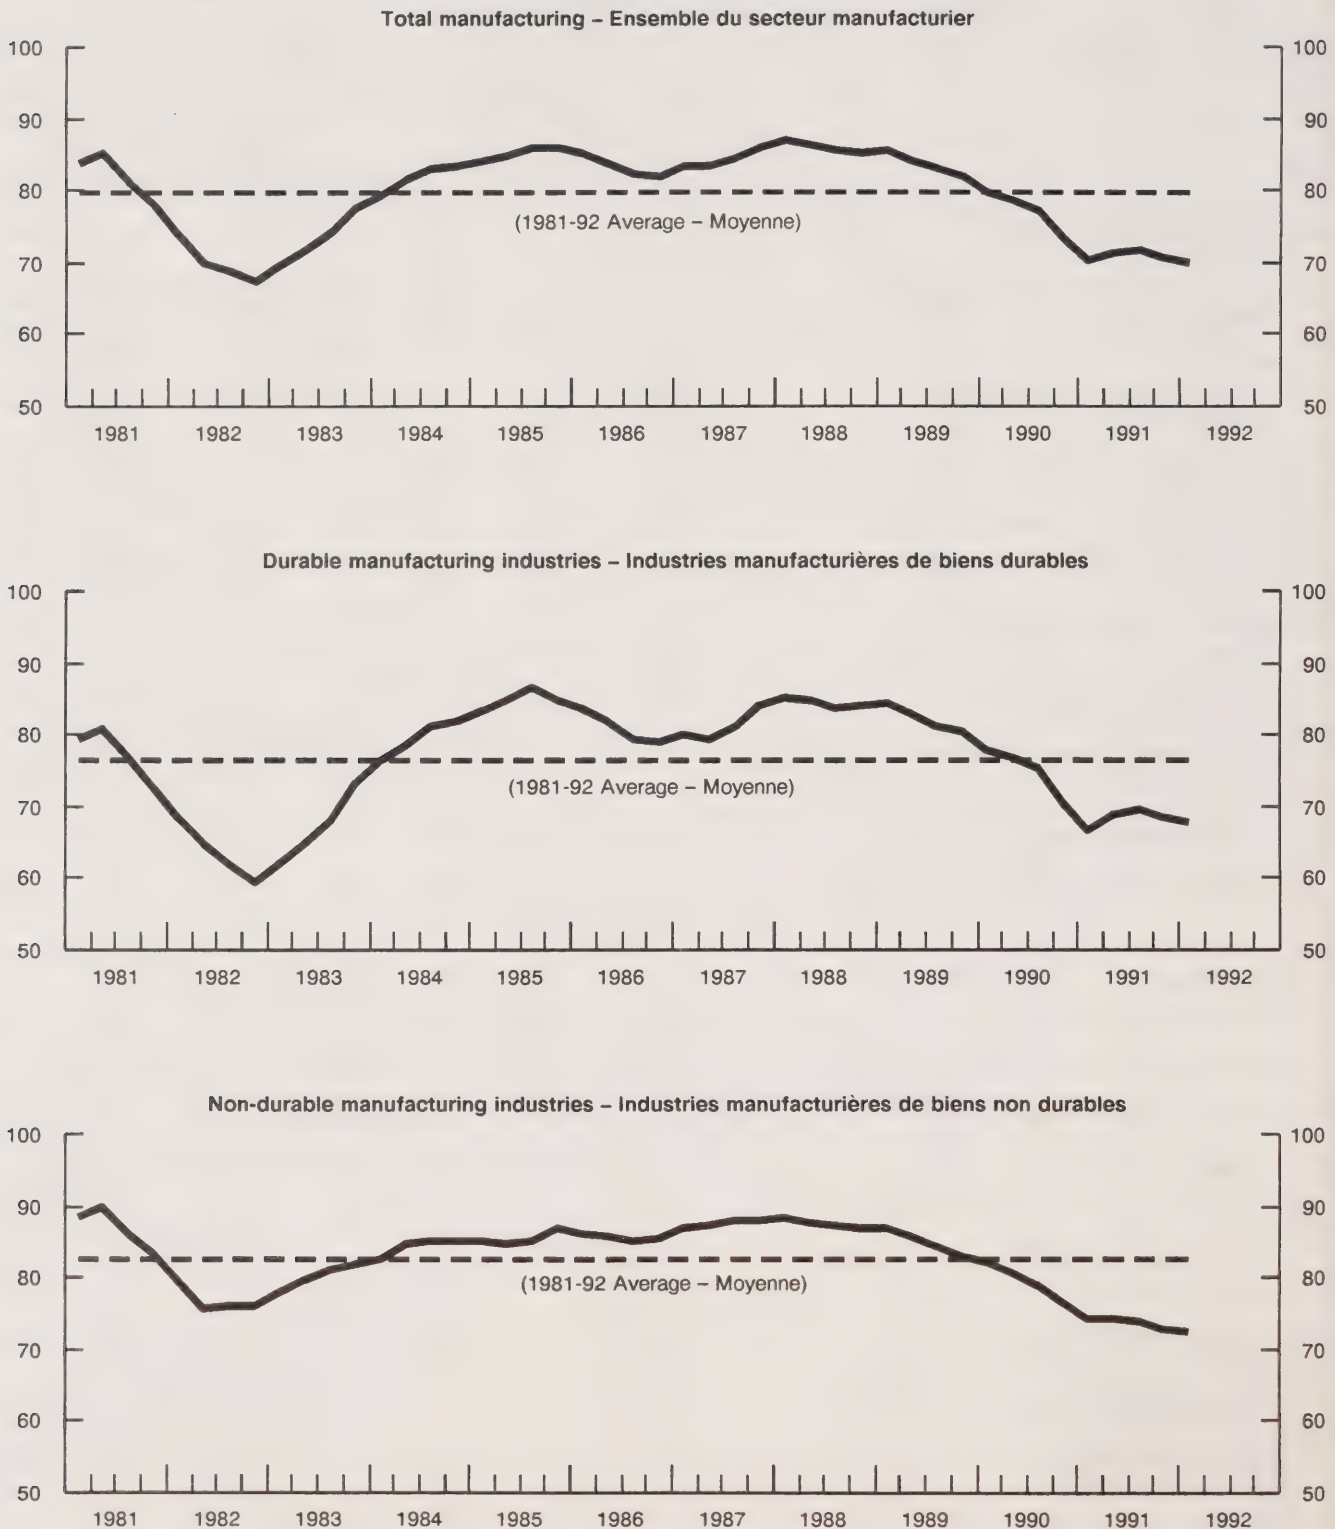 Total manufacturing – Ensemble du secteur manufacturier
100 100
90 90
80 80
(1981-92 Average – Moyenne)
70 70
60 60
50 50
1981 1982 1983 1984 1985 1986 1987 1988 1989 1990 1991 1992
Durable manufacturing industries – Industries manufacturières de biens durables
100 100
90 90
80 80
(1981-92 Average – Moyenne)
70 70
60 60
50 50
1981 1982 1983 1984 1985 1986 1987 1988 1989 1990 1991 1992
Non-durable manufacturing industries – Industries manufacturières de biens non durables
100 100
90 90
80 80
(1981-92 Average – Moyenne)
70 70
60 60
50 50
1981 1982 1983 1984 1985 1986 1987 1988 1989 1990 1991 1992